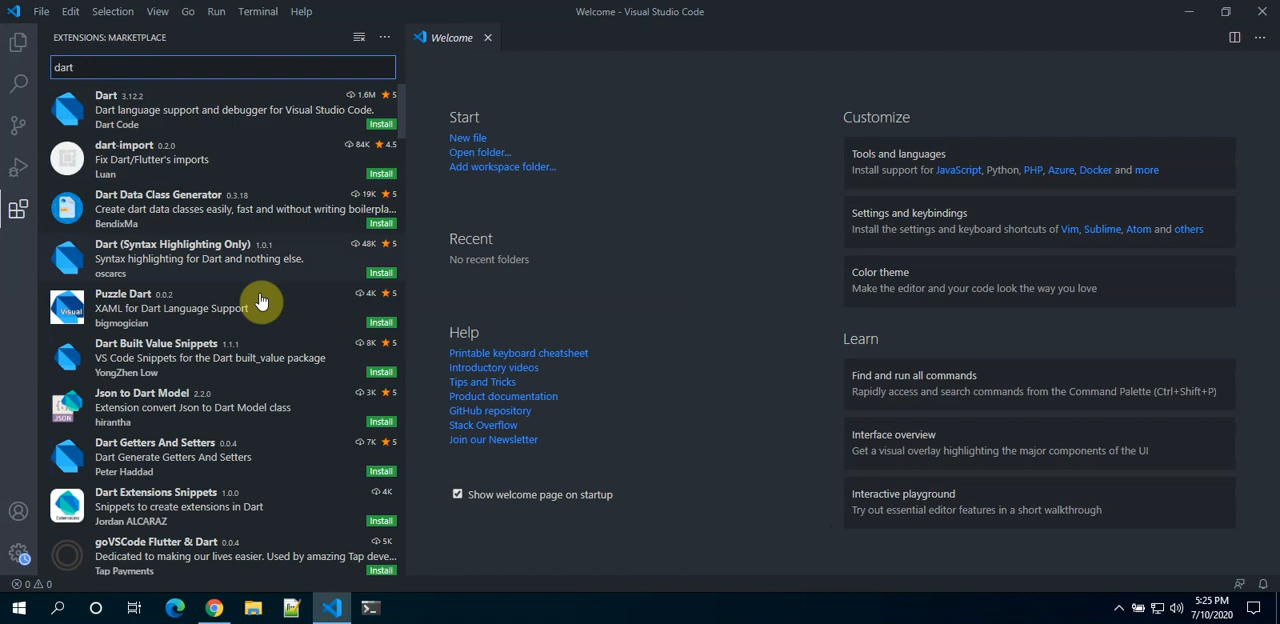 File Edit Selection View Go Run Terminal Help
Welcome - Visual Studio Code
EXTENSIONS: MARKETPLACE
Welcome
dart
Dart 3.12.2 1.6M 5
Dart language support and debugger for Visual Studio Code.
Dart Code Install
dart-import 0.2.0 84K 4.5
Fix Dart/Flutter's imports
Luan Install
Dart Data Class Generator 0.3.18 19K 5
Create dart data classes easily, fast and without writing boilerpla...
BendixMa Install
Dart (Syntax Highlighting Only) 1.0.1 48K 5
Syntax highlighting for Dart and nothing else.
oscarcs Install
Puzzle Dart 0.0.2 4K 5
Visual
XAML for Dart Language Support
bigmogician Install
Dart Built Value Snippets 1.1.1 8K 5
VS Code Snippets for the Dart built_value package
YongZhen Low Install
Json to Dart Model 2.2.0 3K 5
Extension convert Json to Dart Model class
JSON
hirantha Install
Dart Getters And Setters 0.0.4 7K 5
Dart Generate Getters And Setters
Peter Haddad Install
Dart Extensions Snippets 1.0.0 4K
Snippets to create extensions in Dart
Extensions
Jordan ALCARAZ Install
goVSCode Flutter & Dart 0.0.4 5K
Dedicated to making our lives easier. Used by amazing Tap deve...
Tap Payments Install
Start
New file
Open folder...
Add workspace folder...
Recent
No recent folders
Help
Printable keyboard cheatsheet
Introductory videos
Tips and Tricks
Product documentation
GitHub repository
Stack Overflow
Join our Newsletter
Show welcome page on startup
Customize
Tools and languages
Install support for JavaScript, Python, PHP, Azure, Docker and more
Settings and keybindings
Install the settings and keyboard shortcuts of Vim, Sublime, Atom and others
Color theme
Make the editor and your code look the way you love
Learn
Find and run all commands
Rapidly access and search commands from the Command Palette (Ctrl+Shift+P)
Interface overview
Get a visual overlay highlighting the major components of the UI
Interactive playground
Try out essential editor features in a short walkthrough
0 0
5:25 PM
7/10/2020